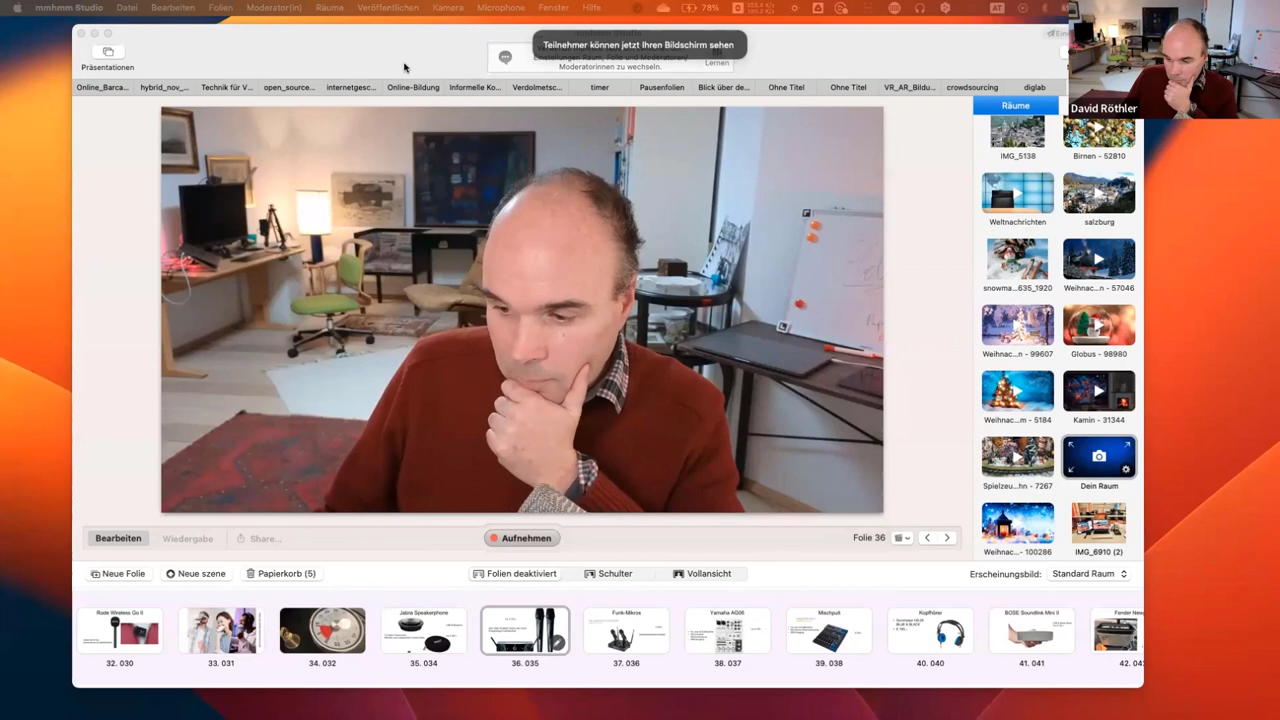 mmhmm Studio Datei Bearbeiten Folien Moderator(in) Räume Veröffentlichen Kamera Microphone Fenster Hilfe 78% AT
Teilnehmer können jetzt Ihren Bildschirm sehen
Präsentationen
Moderatorinnen zu wechseln.
Lernen
David Röthler
Online_Barca... hybrid_nov_... Technik für V... open_source... internetgesc... Online-Bildung Informelle Ko... Verdolmetsc... timer Pausenfolien Blick über de... Ohne Titel Ohne Titel VR_AR_Bildu... crowdsourcing diglab
Räume
IMG_5138 Birnen - 52810
Weltnachrichten salzburg
snowma...635_1920 Weihnac...n - 57046
Weihnac...n - 99607 Globus - 98980
Weihnac...m - 5184 Kamin - 31344
Spielzeu...hn - 7267 Dein Raum
Weihnac... - 100286 IMG_6910 (2)
Bearbeiten Wiedergabe Share... Aufnehmen Folie 36
Neue Folie Neue szene Papierkorb (5) Folien deaktiviert Schulter Vollansicht Erscheinungsbild: Standard Raum
Rode Wireless Go II Jabra Speakerphone Funk-Mikros Yamaha AG06 Mischpult Kopfhörer BOSE Soundlink Mini II
32. 030 33. 031 34. 032 35. 034 36. 035 37. 036 38. 037 39. 038 40. 040 41. 041